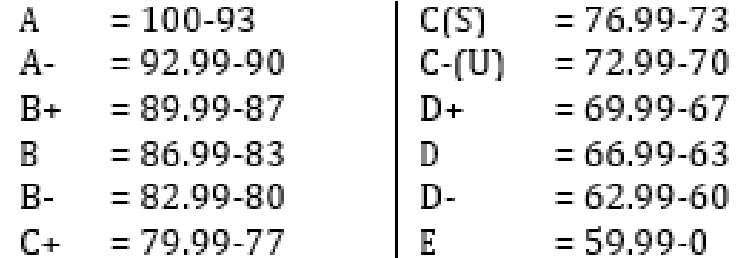 A = 100-93
A- = 92.99-90
B+ = 89.99-87
B = 86.99-83
B- = 82.99-80
C+ = 79.99-77
C(S) = 76.99-73
C-(U) = 72.99-70
D+ = 69.99-67
D = 66.99-63
D- = 62.99-60
E = 59.99-0